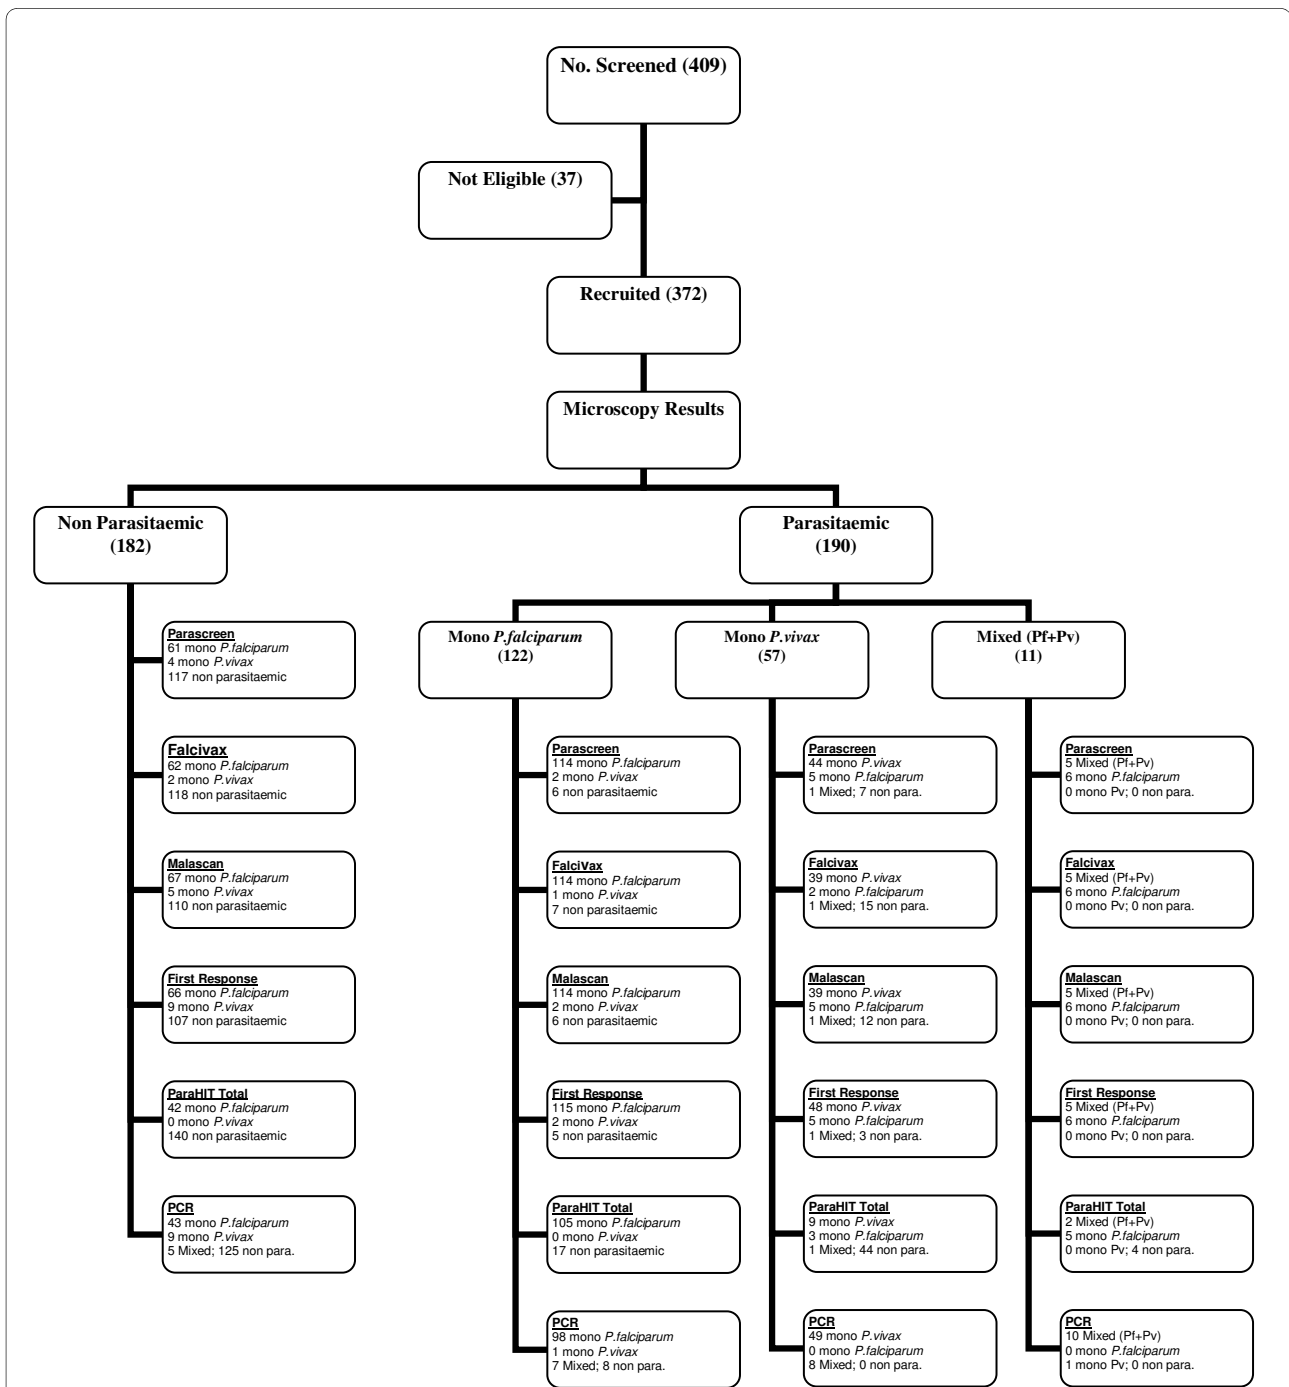 No. Screened (409)
Not Eligible (37)
Recruited (372)
Microscopy Results
Non Parasitaemic
(182)
Parasitaemic
(190)
Parascreen
61 mono P.falciparum
4 mono P.vivax
117 non parasitaemic
Falcivax
62 mono P.falciparum
2 mono P.vivax
118 non parasitaemic
Malascan
67 mono P.falciparum
5 mono P.vivax
110 non parasitaemic
First Response
66 mono P.falciparum
9 mono P.vivax
107 non parasitaemic
ParaHIT Total
42 mono P.falciparum
0 mono P.vivax
140 non parasitaemic
PCR
43 mono P.falciparum
9 mono P.vivax
5 Mixed; 125 non para.
Mono P.falciparum
(122)
Parascreen
114 mono P.falciparum
2 mono P.vivax
6 non parasitaemic
FalciVax
114 mono P.falciparum
1 mono P.vivax
7 non parasitaemic
Malascan
114 mono P.falciparum
2 mono P.vivax
6 non parasitaemic
First Response
115 mono P.falciparum
2 mono P.vivax
5 non parasitaemic
ParaHIT Total
105 mono P.falciparum
0 mono P.vivax
17 non parasitaemic
PCR
98 mono P.falciparum
1 mono P.vivax
7 Mixed; 8 non para.
Mono P.vivax
(57)
Parascreen
44 mono P.vivax
5 mono P.falciparum
1 Mixed; 7 non para.
Falcivax
39 mono P.vivax
2 mono P.falciparum
1 Mixed; 15 non para.
Malascan
39 mono P.vivax
5 mono P.falciparum
1 Mixed; 12 non para.
First Response
48 mono P.vivax
5 mono P.falciparum
1 Mixed; 3 non para.
ParaHIT Total
9 mono P.vivax
3 mono P.falciparum
1 Mixed; 44 non para.
PCR
49 mono P.vivax
0 mono P.falciparum
8 Mixed; 0 non para.
Mixed (Pf+Pv)
(11)
Parascreen
5 Mixed (Pf+Pv)
6 mono P.falciparum
0 mono Pv; 0 non para.
Falcivax
5 Mixed (Pf+Pv)
6 mono P.falciparum
0 mono Pv; 0 non para.
Malascan
5 Mixed (Pf+Pv)
6 mono P.falciparum
0 mono Pv; 0 non para.
First Response
5 Mixed (Pf+Pv)
6 mono P.falciparum
0 mono Pv; 0 non para.
ParaHIT Total
2 Mixed (Pf+Pv)
5 mono P.falciparum
0 mono Pv; 4 non para.
PCR
10 Mixed (Pf+Pv)
0 mono P.falciparum
1 mono Pv; 0 non para.